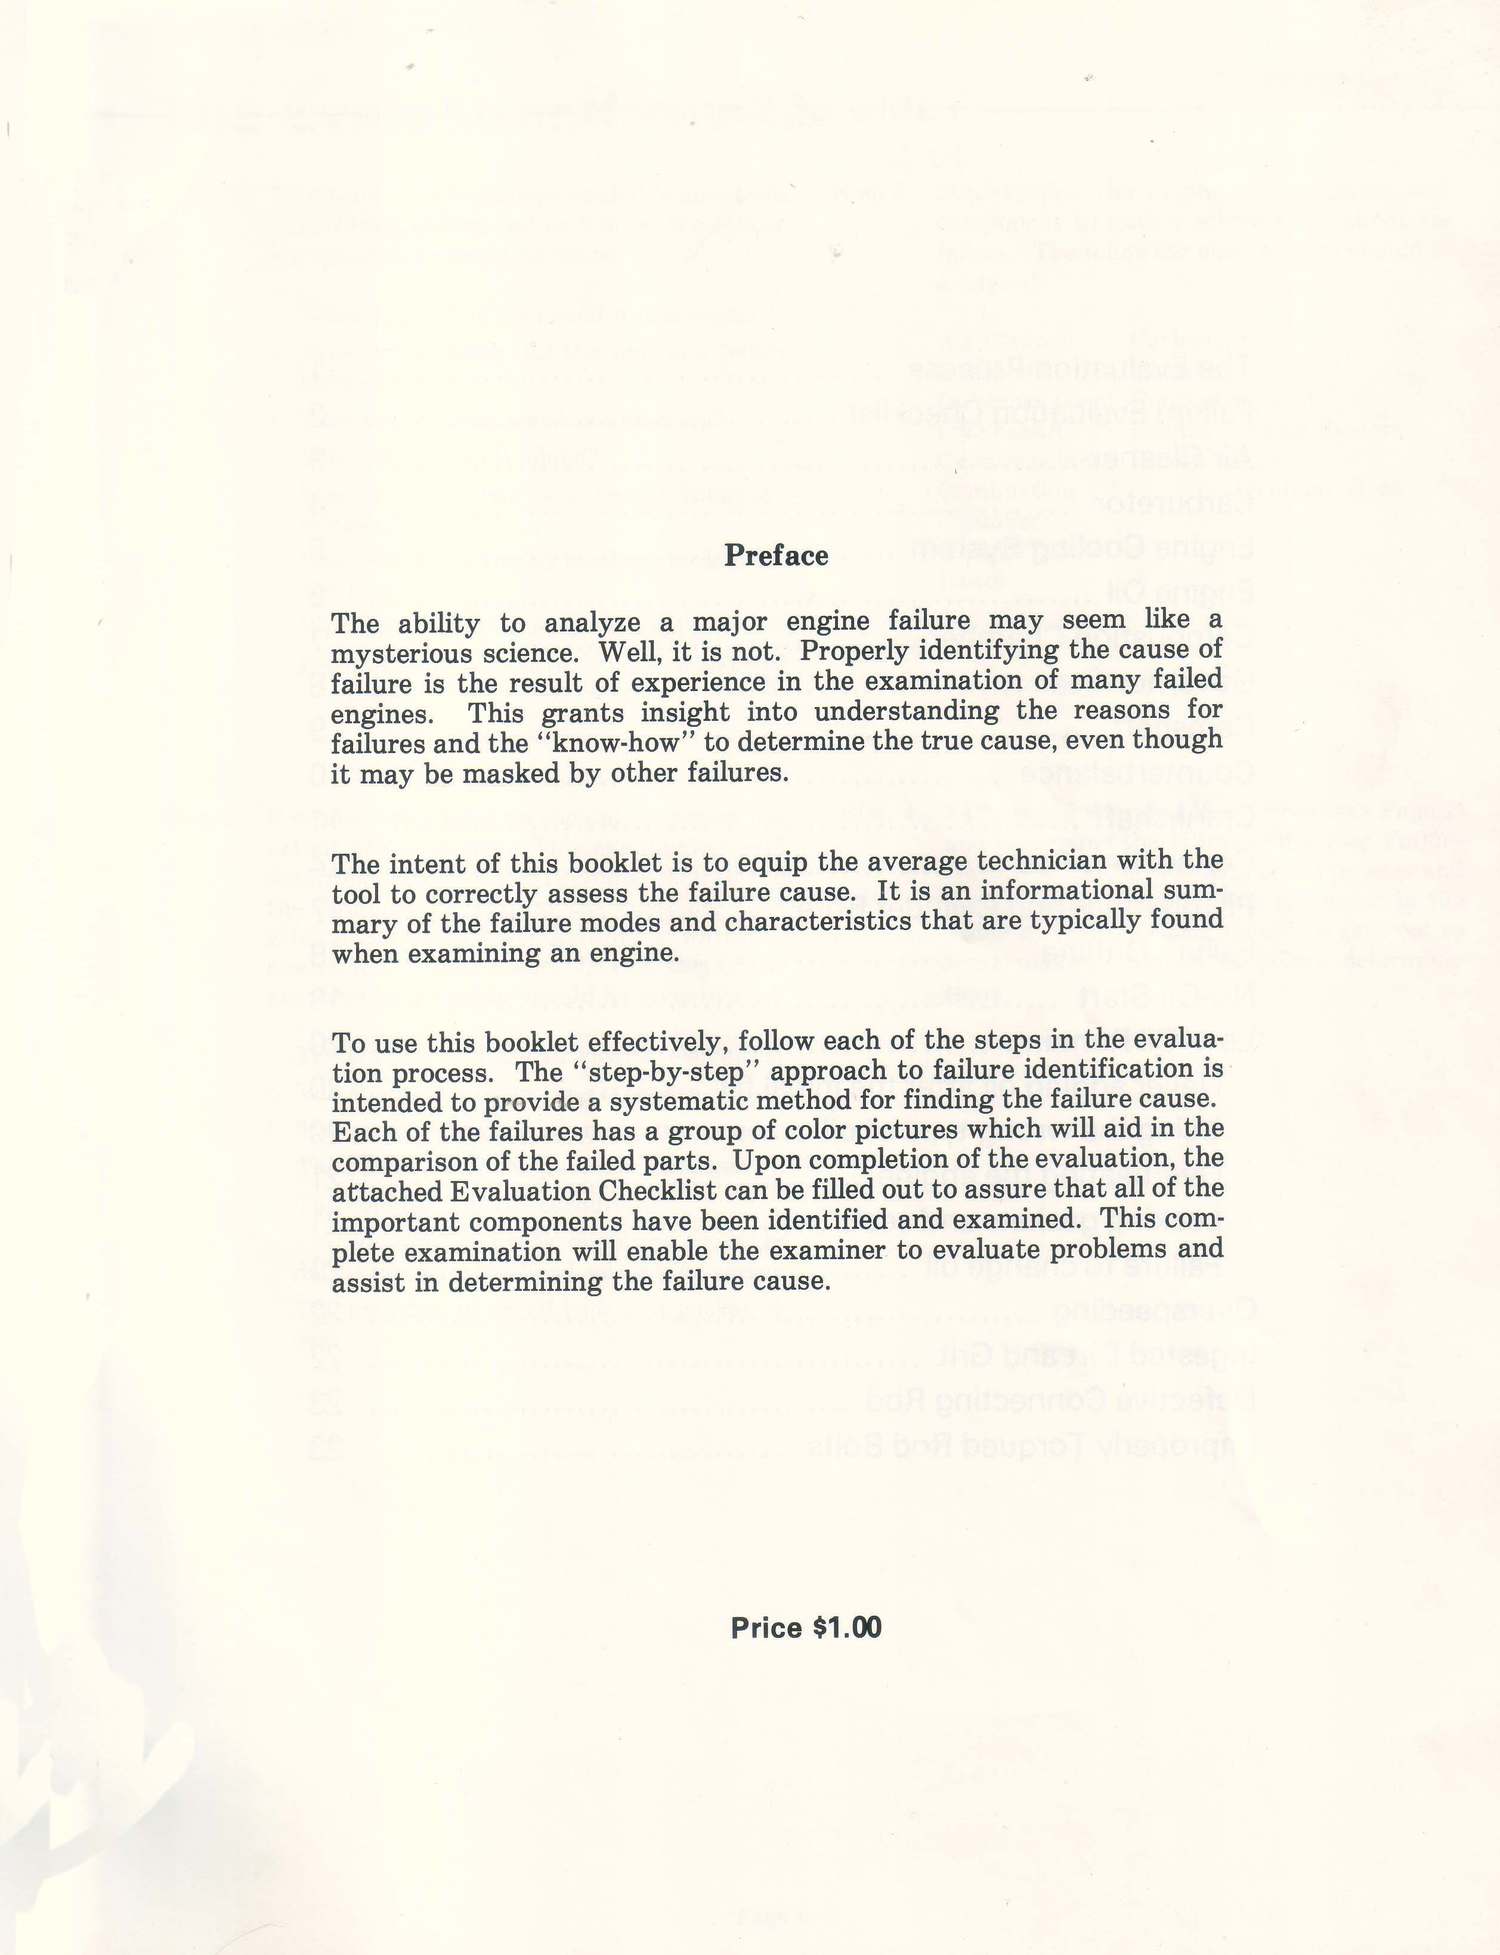 Preface
The ability to analyze a major engine failure may seem like a
mysterious science. Well, it is not. Properly identifying the cause of
failure is the result of experience in the examination of many failed
engines. This grants insight into understanding the reasons for
failures and the “know-how” to determine the true cause, even though
it may be masked by other failures.
The intent of this booklet is to equip the average technician with the
tool to correctly assess the failure cause. It is an informational sum-
mary of the failure modes and characteristics that are typically found
when examining an engine.
To use this booklet effectively, follow each of the steps in the evalua-
tion process. The “step-by-step” approach to failure identification is
intended to provide a systematic method for finding the failure cause.
Each of the failures has a group of color pictures which will aid in the
comparison of the failed parts. Upon completion of the evaluation, the
attached Evaluation Checklist can be filled out to assure that all of the
important components have been identified and examined. This com-
plete examination will enable the examiner to evaluate problems and
assist in determining the failure cause.
Price $1.00